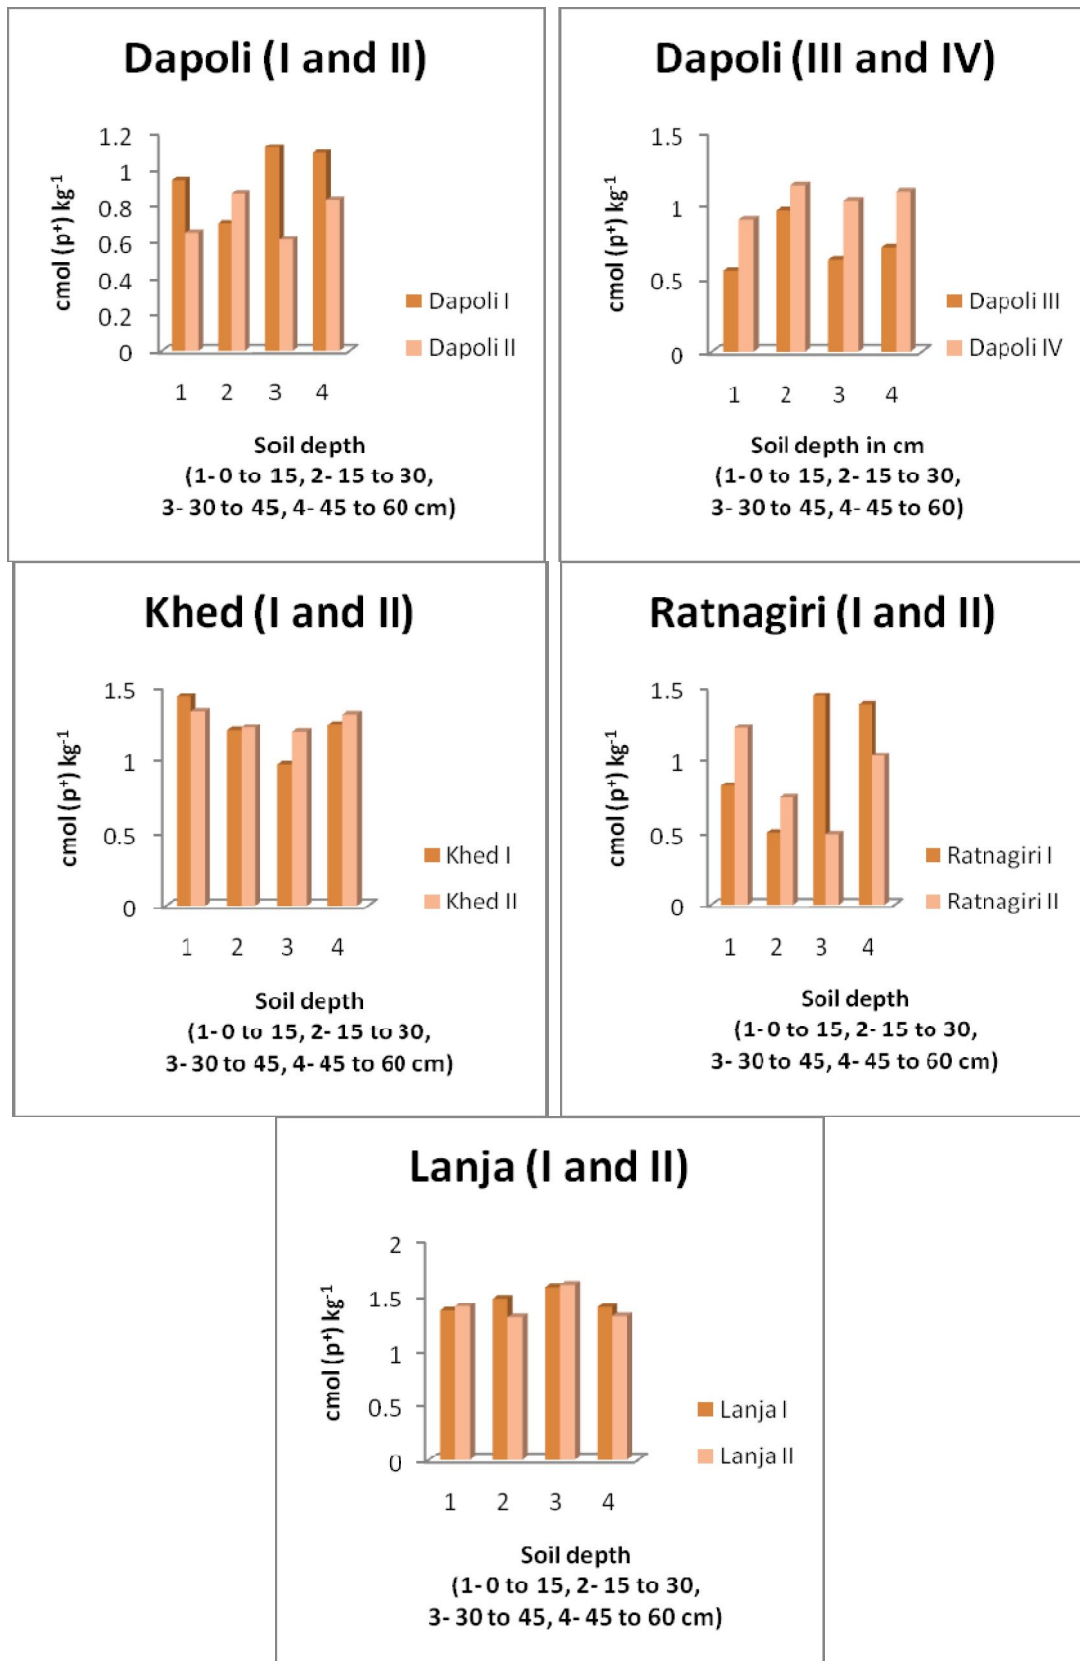 Dapoli (I and II)
cmol (p⁺) kg⁻¹
1.2
1
0.8
0.6
0.4
0.2
0
1 2 3 4
Dapoli I
Dapoli II
Soil depth
(1- 0 to 15, 2- 15 to 30,
3- 30 to 45, 4- 45 to 60 cm)
Dapoli (III and IV)
cmol (p⁺) kg⁻¹
1.5
1
0.5
0
1 2 3 4
Dapoli III
Dapoli IV
Soil depth in cm
(1- 0 to 15, 2- 15 to 30,
3- 30 to 45, 4- 45 to 60)
Khed (I and II)
cmol (p⁺) kg⁻¹
1.5
1
0.5
0
1 2 3 4
Khed I
Khed II
Soil depth
(1- 0 to 15, 2- 15 to 30,
3- 30 to 45, 4- 45 to 60 cm)
Ratnagiri (I and II)
cmol (p⁺) kg⁻¹
1.5
1
0.5
0
1 2 3 4
Ratnagiri I
Ratnagiri II
Soil depth
(1- 0 to 15, 2- 15 to 30,
3- 30 to 45, 4- 45 to 60 cm)
Lanja (I and II)
cmol (p⁺) kg⁻¹
2
1.5
1
0.5
0
1 2 3 4
Lanja I
Lanja II
Soil depth
(1- 0 to 15, 2- 15 to 30,
3- 30 to 45, 4- 45 to 60 cm)